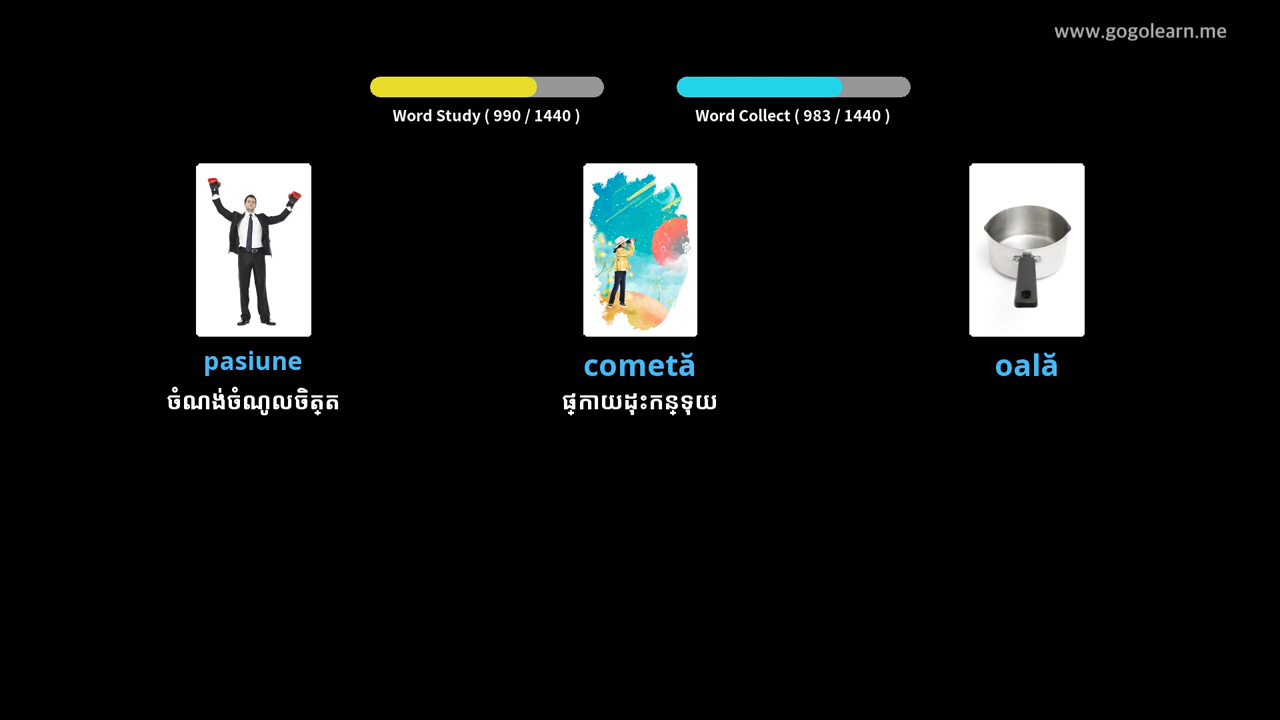 www.gogolearn.me
Word Study ( 990 / 1440 )
Word Collect ( 983 / 1440 )
pasiune
cometă
oală
ចំណង់ចំណូលចិត្ត
ផ្កាយដុះកន្ទុយ